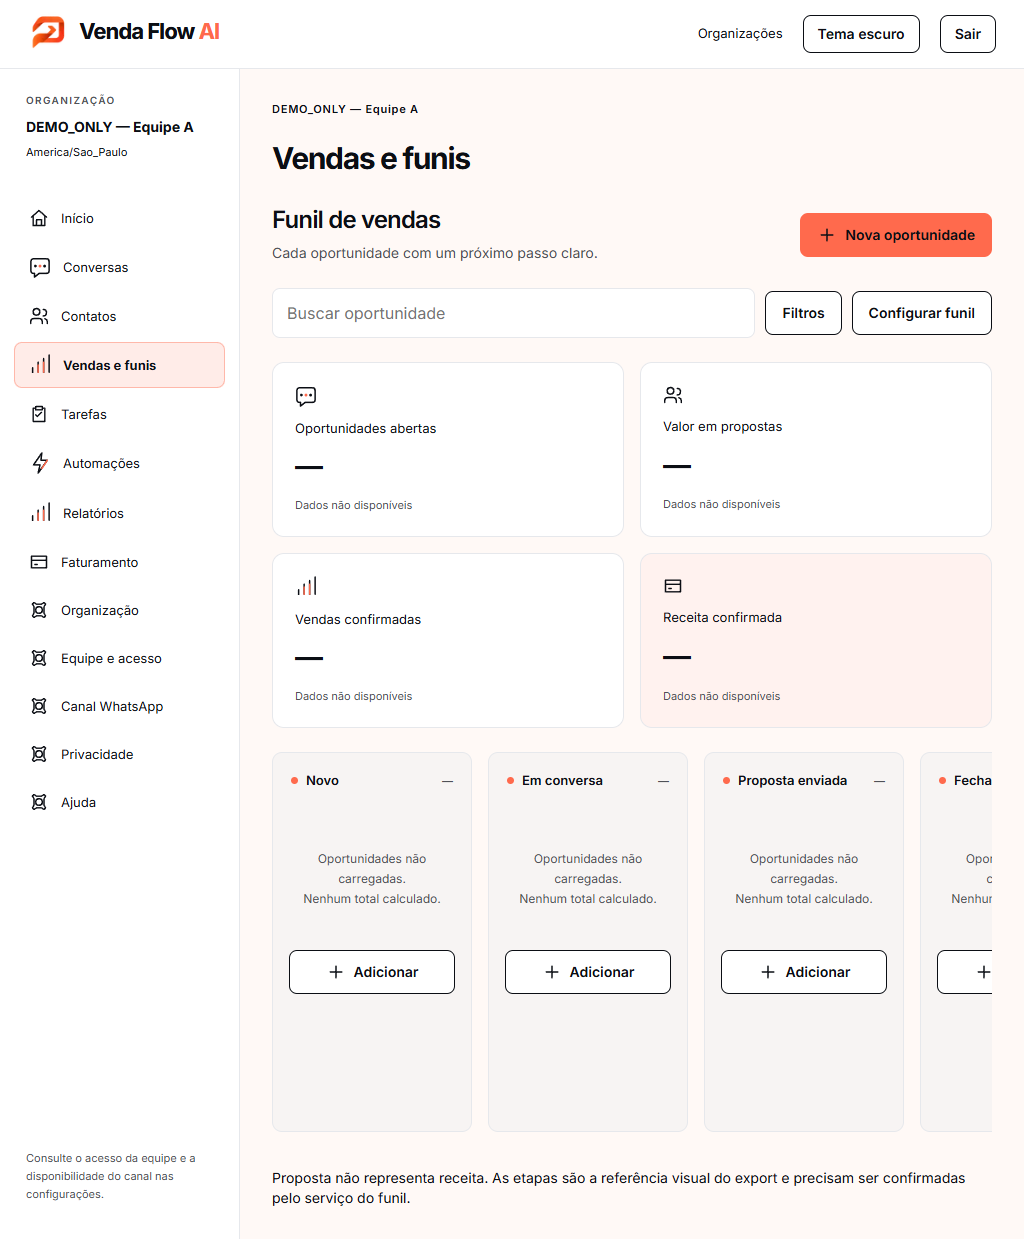 Venda Flow AI
Organizações
Tema escuro
Sair
ORGANIZAÇÃO
DEMO_ONLY — Equipe A
America/Sao_Paulo
Início
Conversas
Contatos
Vendas e funis
Tarefas
Automações
Relatórios
Faturamento
Organização
Equipe e acesso
Canal WhatsApp
Privacidade
Ajuda
Consulte o acesso da equipe e a
disponibilidade do canal nas
configurações.
DEMO_ONLY — Equipe A
Vendas e funis
Funil de vendas
Cada oportunidade com um próximo passo claro.
+ Nova oportunidade
Buscar oportunidade
Filtros
Configurar funil
Oportunidades abertas
—
Dados não disponíveis
Valor em propostas
—
Dados não disponíveis
Vendas confirmadas
—
Dados não disponíveis
Receita confirmada
—
Dados não disponíveis
Novo —
Oportunidades não
carregadas.
Nenhum total calculado.
+ Adicionar
Em conversa —
Oportunidades não
carregadas.
Nenhum total calculado.
+ Adicionar
Proposta enviada —
Oportunidades não
carregadas.
Nenhum total calculado.
+ Adicionar
Fecha
Opor
c
Nenhun
+
Proposta não representa receita. As etapas são a referência visual do export e precisam ser confirmadas
pelo serviço do funil.